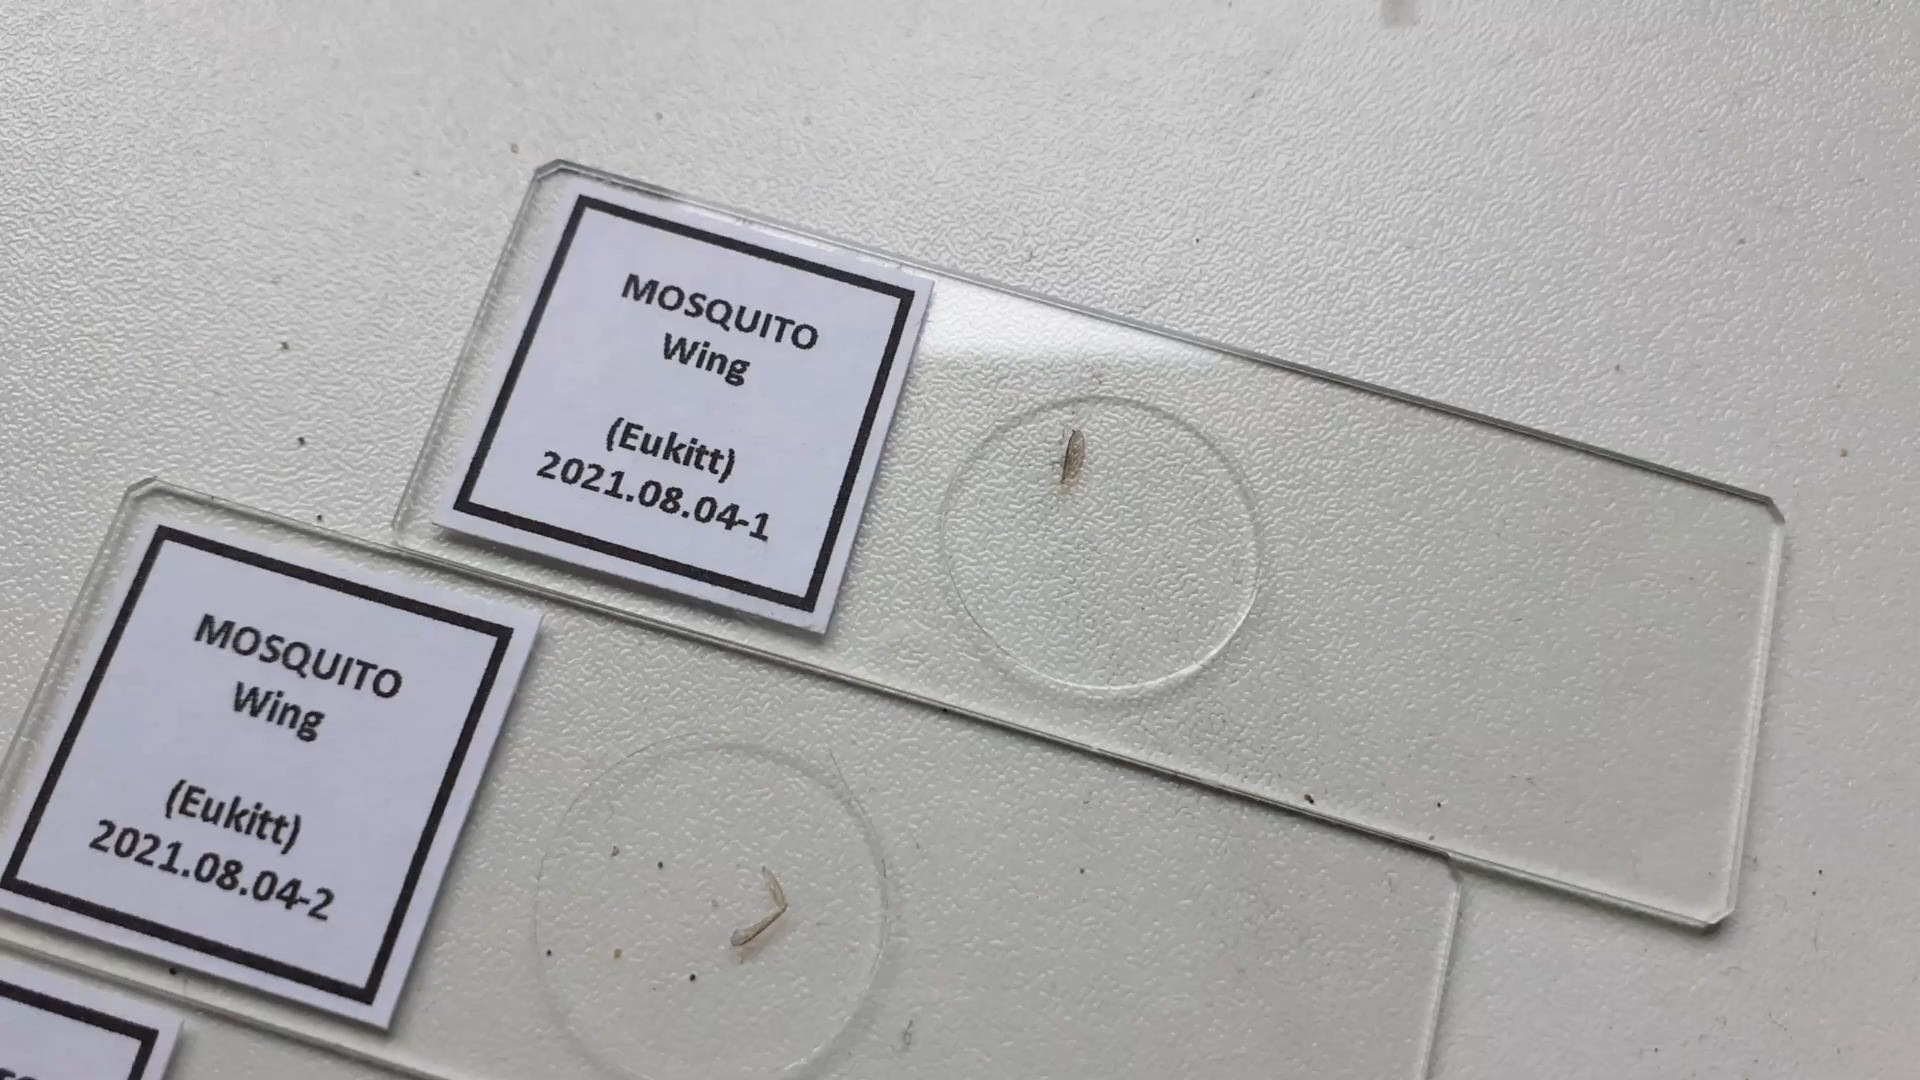 MOSQUITO
Wing
(Eukitt)
2021.08.04-1
MOSQUITO
Wing
(Eukitt)
2021.08.04-2